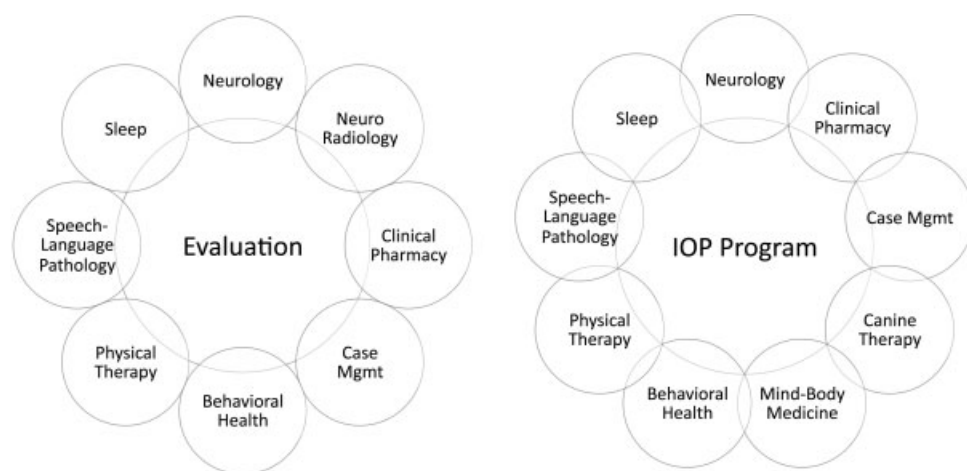 Neurology
Neuro
Radiology
Clinical
Pharmacy
Case
Mgmt
Behavioral
Health
Physical
Therapy
Speech-
Language
Pathology
Sleep
Evaluation
Neurology
Clinical
Pharmacy
Case Mgmt
Canine
Therapy
Mind-Body
Medicine
Behavioral
Health
Physical
Therapy
Speech-
Language
Pathology
Sleep
IOP Program